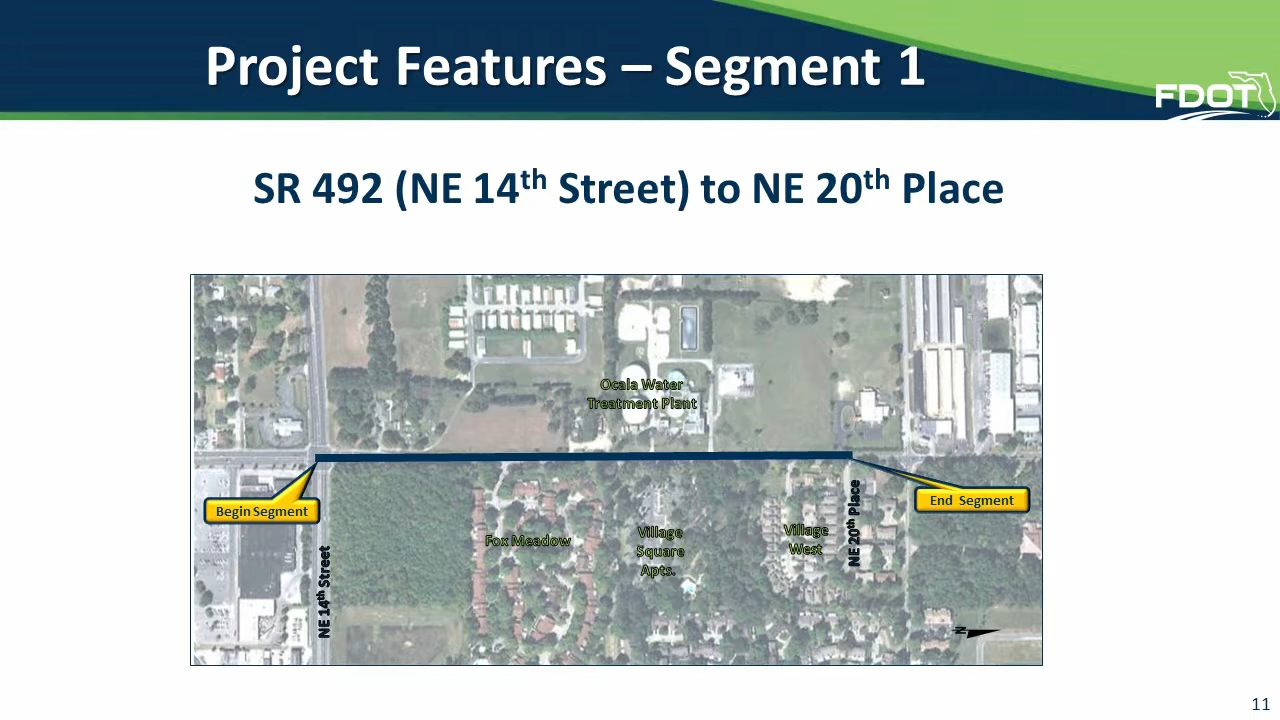 Project Features – Segment 1
FDOT
SR 492 (NE 14th Street) to NE 20th Place
Ocala Water
Treatment Plant
Begin Segment
End Segment
NE 14th Street
Fox Meadow
Village
Square
Apts.
Village
West
NE 20th Place
N
11